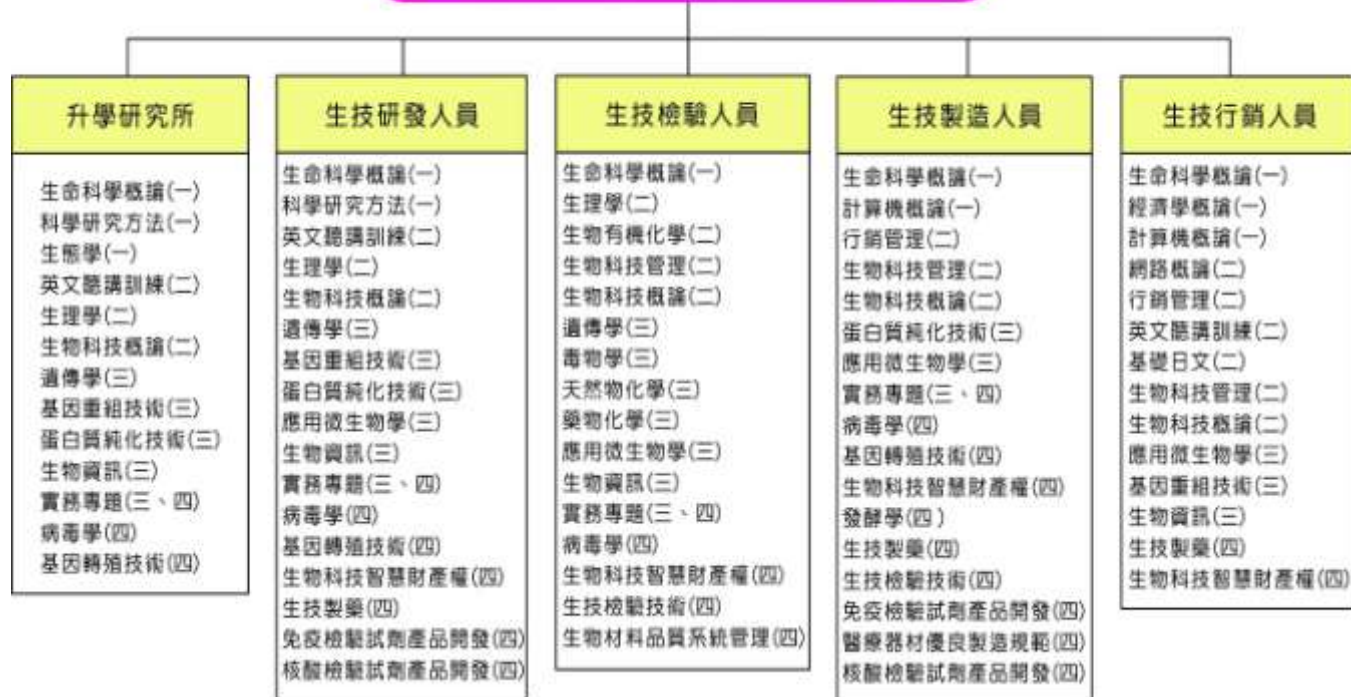 升學研究所
生命科學概論(一)
科學研究方法(一)
生態學(一)
英文聽講訓練(二)
生理學(二)
生物科技概論(二)
遺傳學(三)
基因重組技術(三)
蛋白質純化技術(三)
生物資訊(三)
實務專題(三、四)
病毒學(四)
基因轉殖技術(四)
生技研發人員
生命科學概論(一)
科學研究方法(一)
英文聽講訓練(二)
生理學(二)
生物科技概論(二)
遺傳學(三)
基因重組技術(三)
蛋白質純化技術(三)
應用微生物學(三)
生物資訊(三)
實務專題(三、四)
病毒學(四)
基因轉殖技術(四)
生物科技智慧財產權(四)
生技製藥(四)
免疫檢驗試劑產品開發(四)
核酸檢驗試劑產品開發(四)
生技檢驗人員
生命科學概論(一)
生理學(二)
生物有機化學(二)
生物科技管理(二)
生物科技概論(二)
遺傳學(三)
毒物學(三)
天然物化學(三)
藥物化學(三)
應用微生物學(三)
生物資訊(三)
實務專題(三、四)
病毒學(四)
生物科技智慧財產權(四)
生技檢驗技術(四)
生物材料品質系統管理(四)
生技製造人員
生命科學概論(一)
計算機概論(一)
行銷管理(二)
生物科技管理(二)
生物科技概論(二)
蛋白質純化技術(三)
應用微生物學(三)
實務專題(三、四)
病毒學(四)
基因轉殖技術(四)
生物科技智慧財產權(四)
發酵學(四)
生技製藥(四)
生技檢驗技術(四)
免疫檢驗試劑產品開發(四)
醫療器材優良製造規範(四)
核酸檢驗試劑產品開發(四)
生技行銷人員
生命科學概論(一)
經濟學概論(一)
計算機概論(一)
網路概論(二)
行銷管理(二)
英文聽講訓練(二)
基礎日文(二)
生物科技管理(二)
生物科技概論(二)
應用微生物學(三)
基因重組技術(三)
生物資訊(三)
生技製藥(四)
生物科技智慧財產權(四)